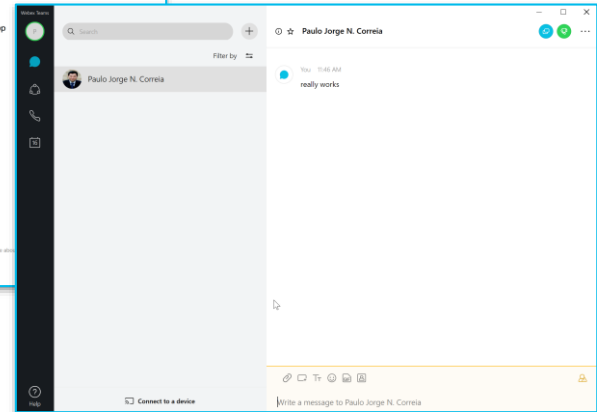 Webex Teams
P
Search
Filter by
Paulo Jorge N. Correia
16
Help
Connect to a device
Paulo Jorge N. Correia
You 11:46 AM
really works
Write a message to Paulo Jorge N. Correia